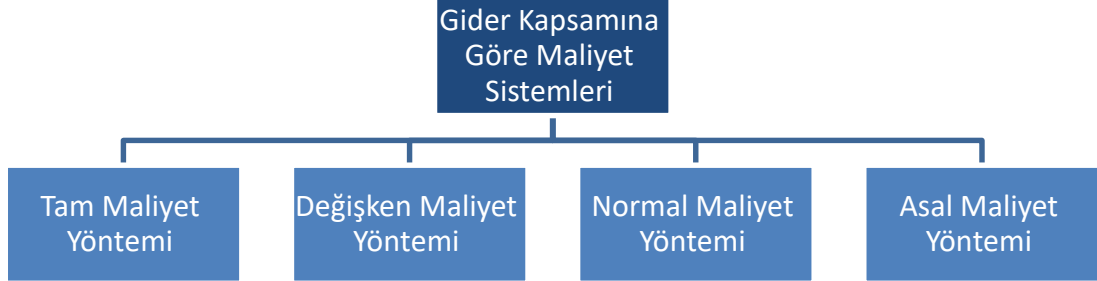 Gider Kapsamına
Göre Maliyet
Sistemleri
Tam Maliyet
Yöntemi
Değişken Maliyet
Yöntemi
Normal Maliyet
Yöntemi
Asal Maliyet
Yöntemi